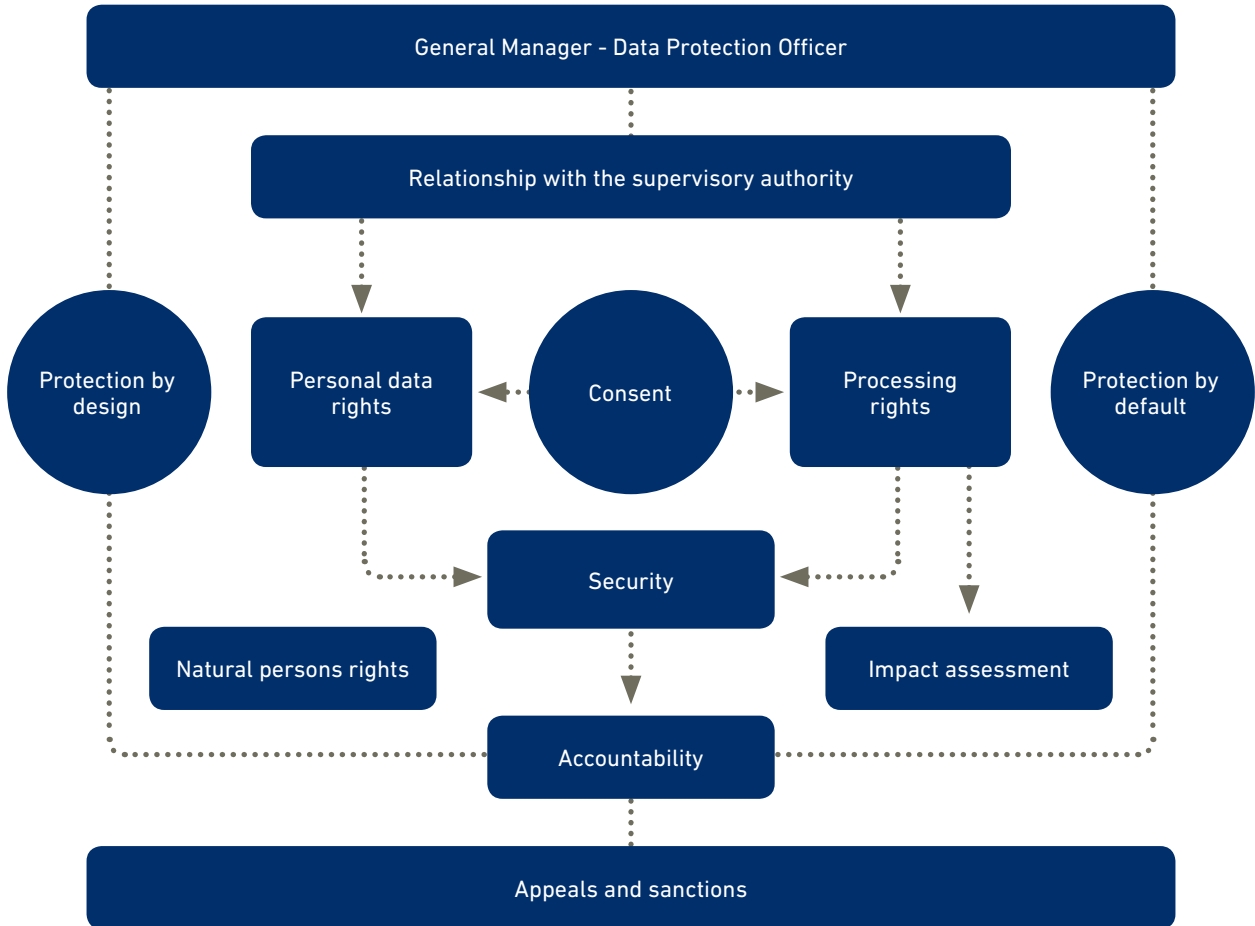 General Manager - Data Protection Officer
Relationship with the supervisory authority
Protection by
design
Personal data
rights
Consent
Processing
rights
Protection by
default
Security
Natural persons rights
Impact assessment
Accountability
Appeals and sanctions